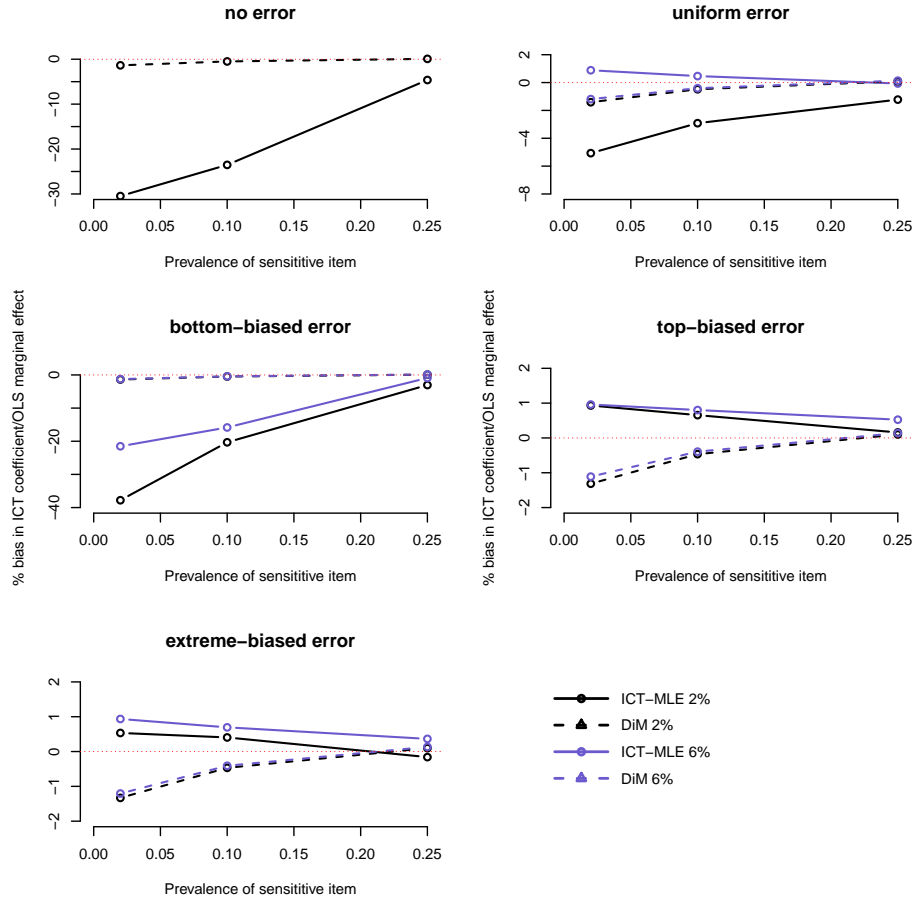 no error
0
−10
−20
−30
0.00 0.05 0.10 0.15 0.20 0.25
Prevalence of sensitive item
uniform error
2
0
−4
−8
0.00 0.05 0.10 0.15 0.20 0.25
Prevalence of sensitive item
% bias in ICT coefficient/OLS marginal effect
bottom−biased error
0
−20
−40
0.00 0.05 0.10 0.15 0.20 0.25
Prevalence of sensitive item
% bias in ICT coefficient/OLS marginal effect
top−biased error
2
1
0
−1
−2
0.00 0.05 0.10 0.15 0.20 0.25
Prevalence of sensitive item
extreme−biased error
2
1
0
−1
−2
0.00 0.05 0.10 0.15 0.20 0.25
Prevalence of sensitive item
ICT−MLE 2%
DiM 2%
ICT−MLE 6%
DiM 6%